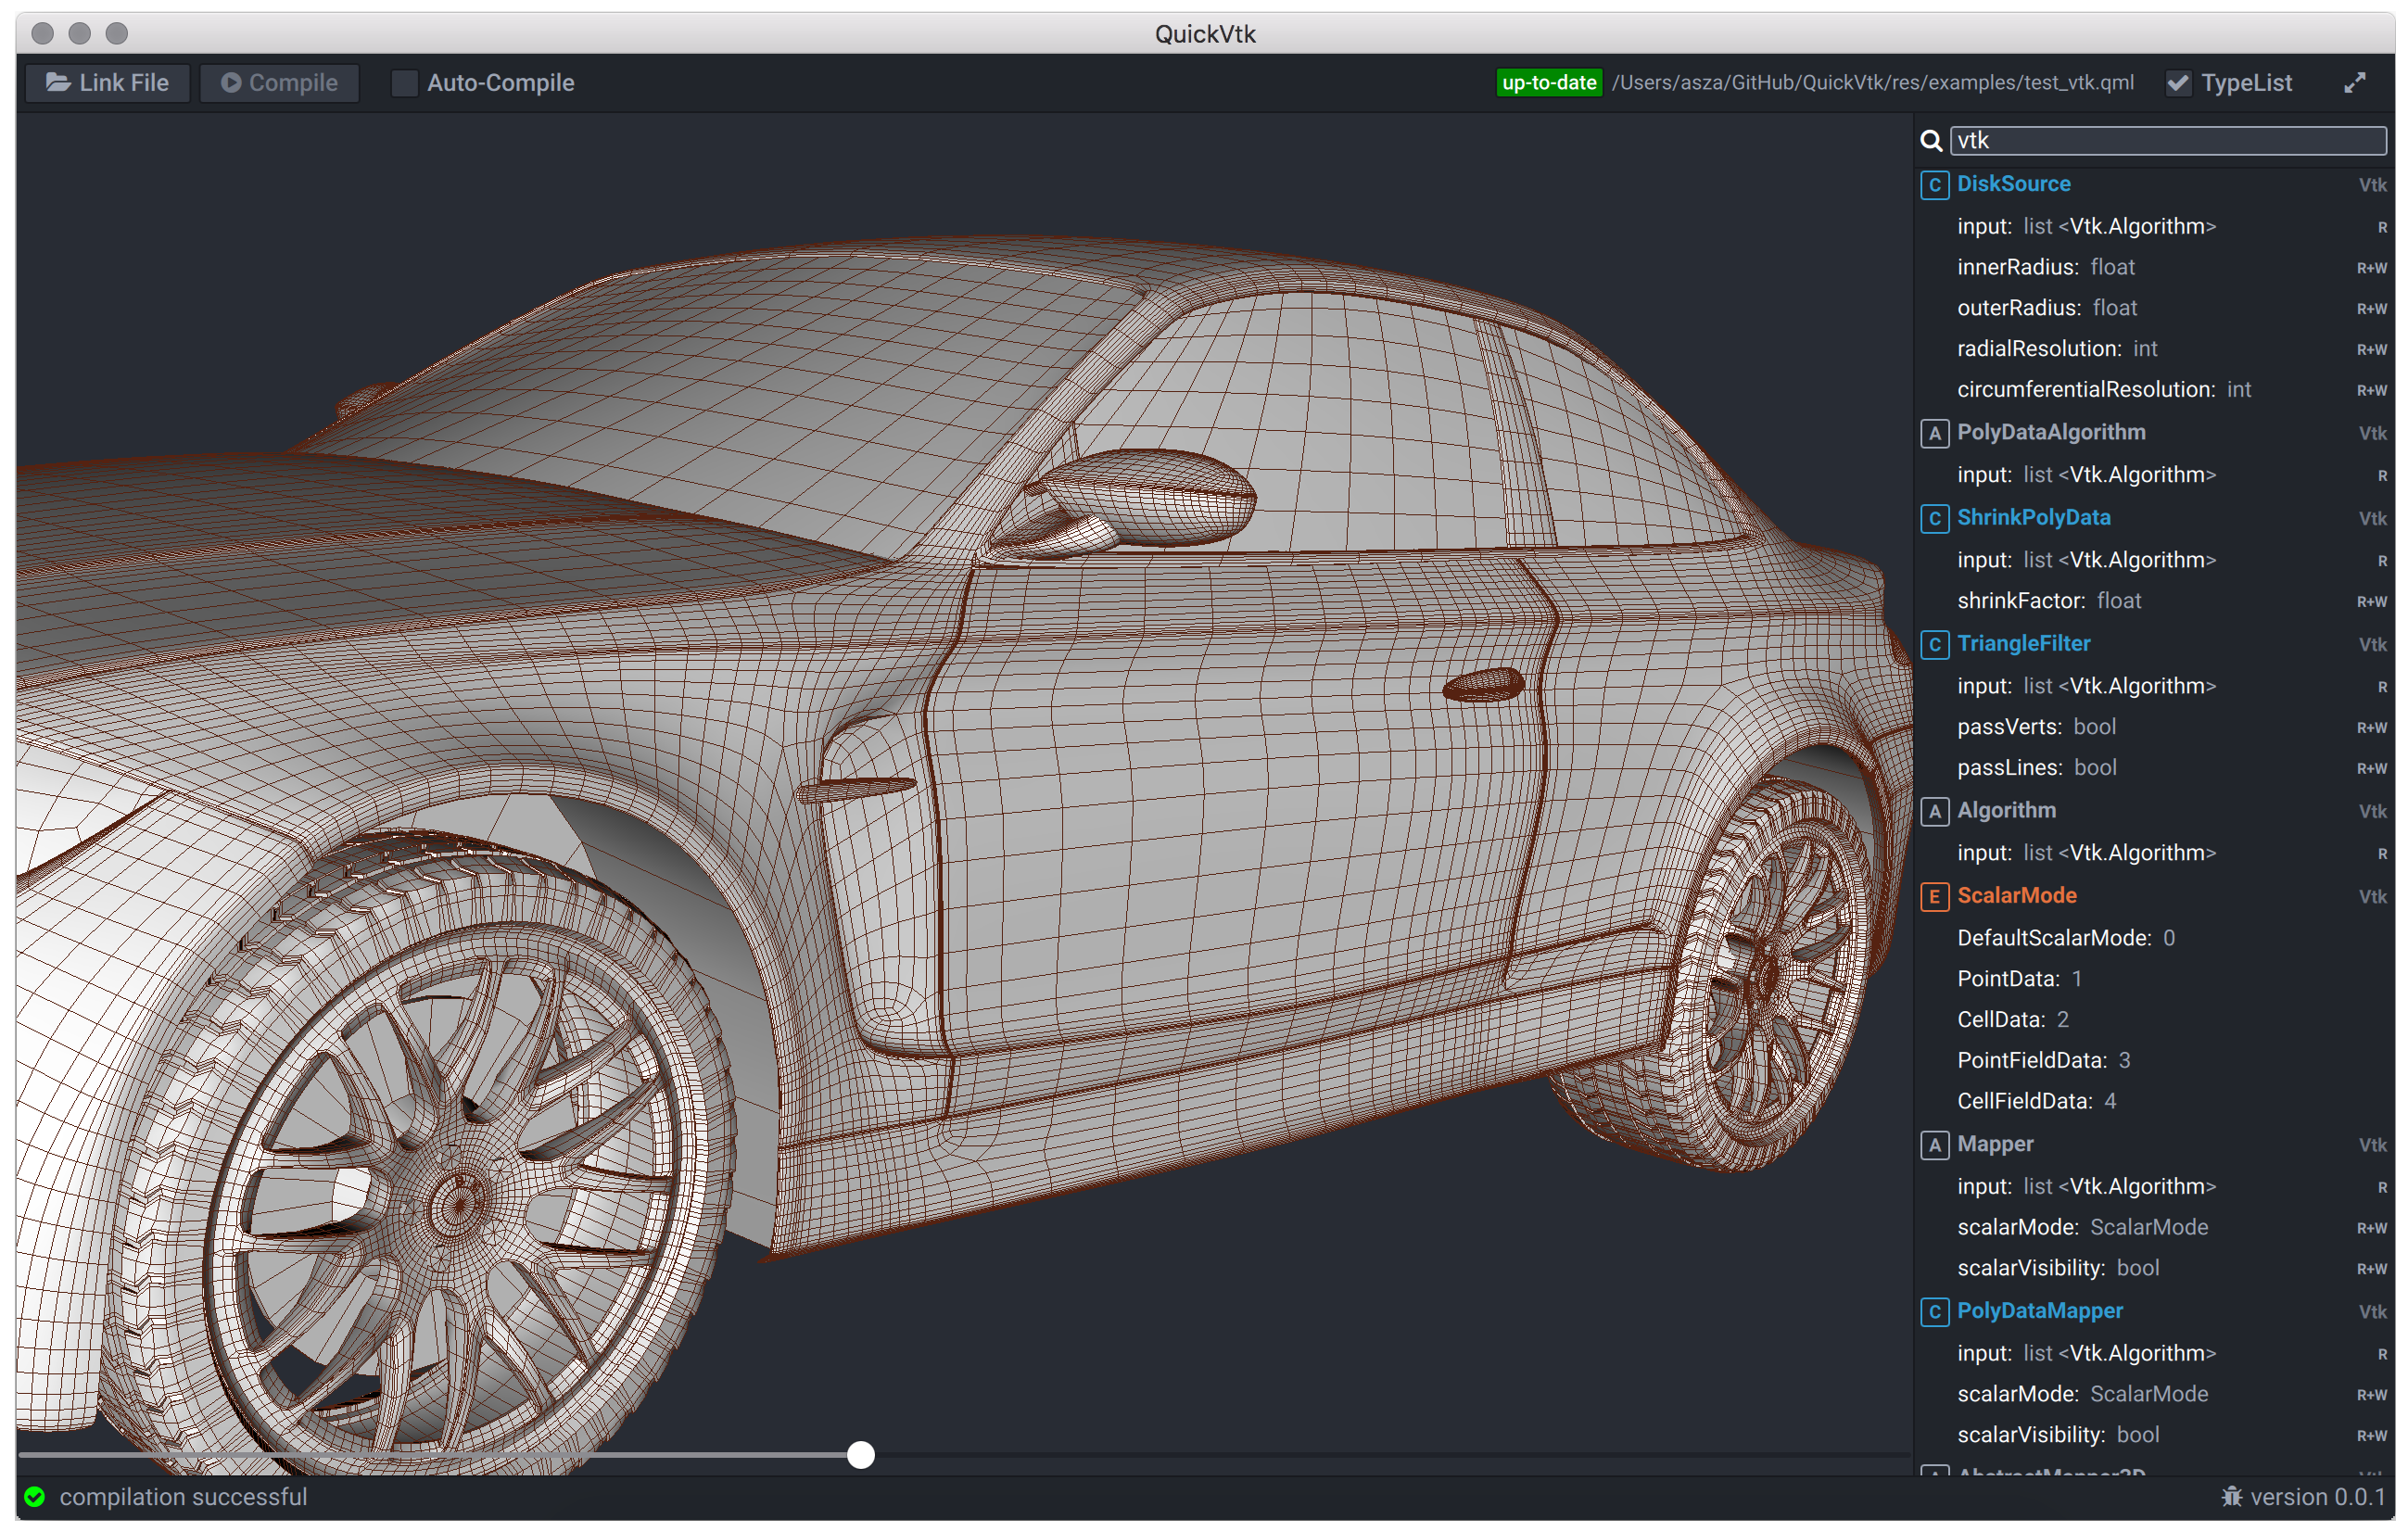 QuickVtk
Link File Compile Auto-Compile up-to-date /Users/asza/GitHub/QuickVtk/res/examples/test_vtk.qml TypeList
vtk
C DiskSource Vtk
input: list <Vtk.Algorithm> R
innerRadius: float R+W
outerRadius: float R+W
radialResolution: int R+W
circumferentialResolution: int R+W
A PolyDataAlgorithm Vtk
input: list <Vtk.Algorithm> R
C ShrinkPolyData Vtk
input: list <Vtk.Algorithm> R
shrinkFactor: float R+W
C TriangleFilter Vtk
input: list <Vtk.Algorithm> R
passVerts: bool R+W
passLines: bool R+W
A Algorithm Vtk
input: list <Vtk.Algorithm> R
E ScalarMode Vtk
DefaultScalarMode: 0
PointData: 1
CellData: 2
PointFieldData: 3
CellFieldData: 4
A Mapper Vtk
input: list <Vtk.Algorithm> R
scalarMode: ScalarMode R+W
scalarVisibility: bool R+W
C PolyDataMapper Vtk
input: list <Vtk.Algorithm> R
scalarMode: ScalarMode R+W
scalarVisibility: bool R+W
A AbstractMapper3D Vtk
compilation successful version 0.0.1